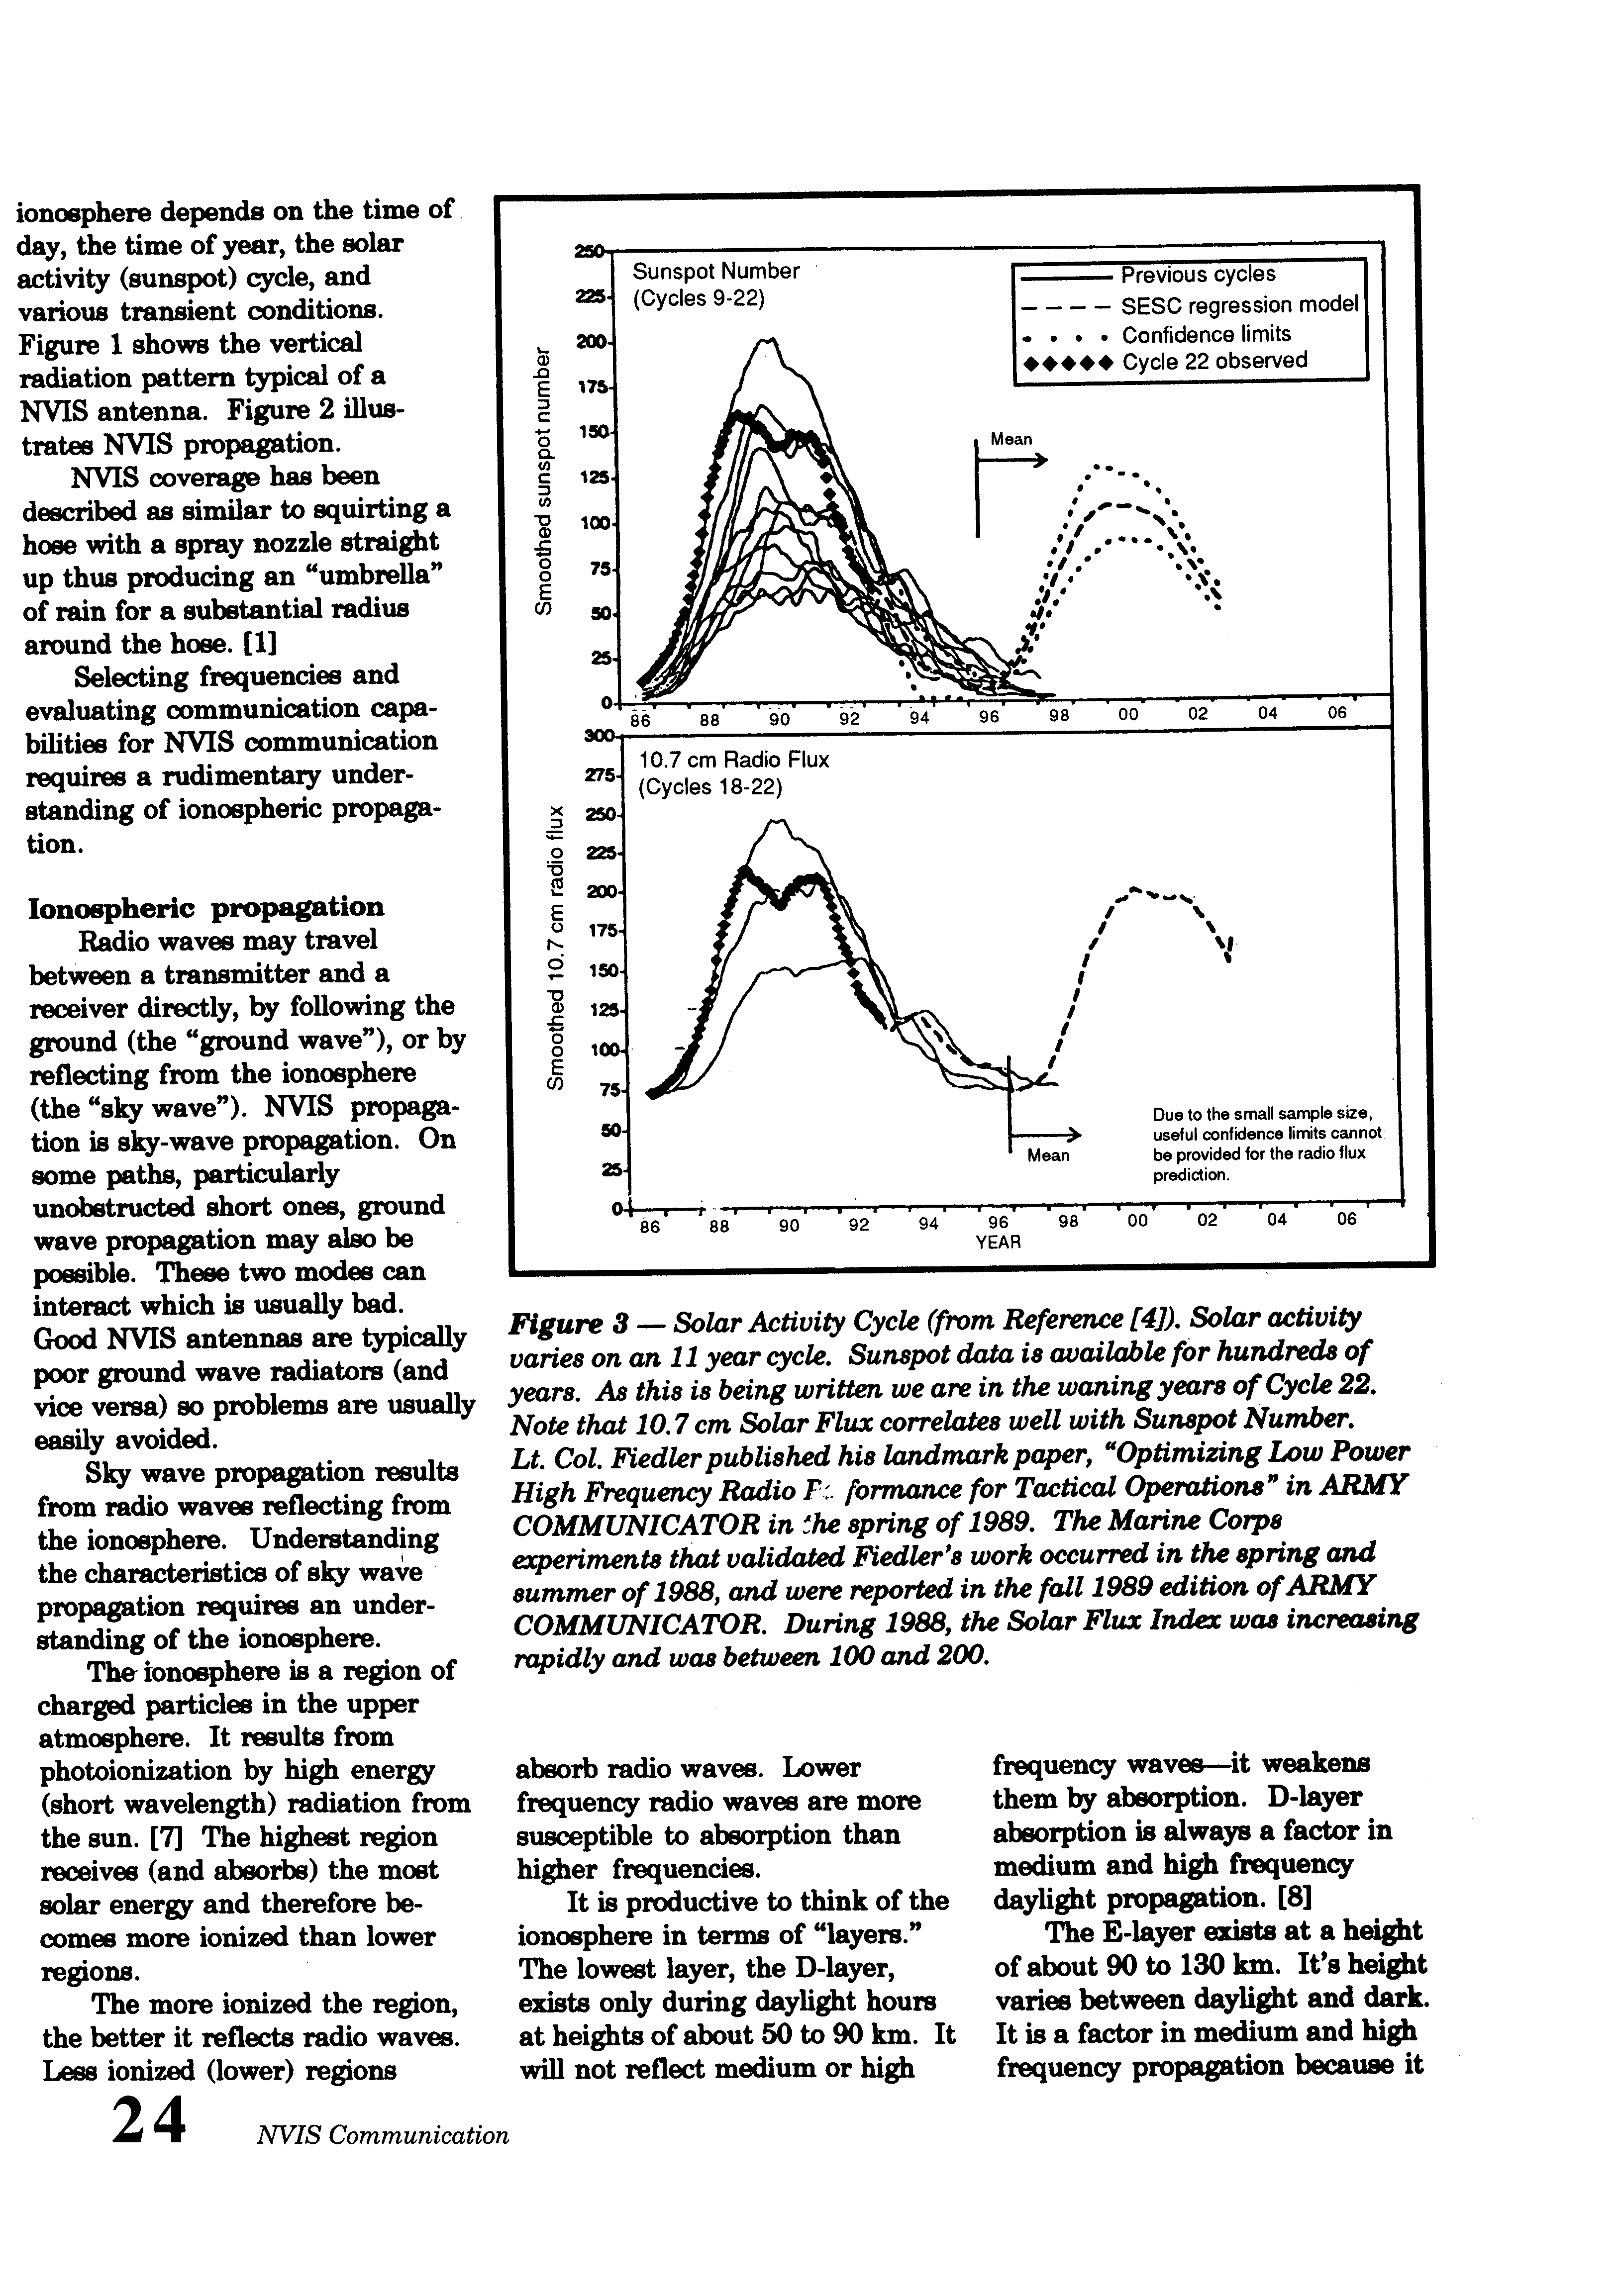 ionosphere depends on the time of
day, the time of year, the solar
activity (sunspot) cycle, and
various transient conditions.
Figure 1 shows the vertical
radiation pattern typical of a
NVIS antenna. Figure 2 illus-
trates NVIS propagation.
NVIS coverage has been
described as similar to squirting a
hose with a spray nozzle straight
up thus producing an “umbrella”
of rain for a substantial radius
around the hose. [1]
Selecting frequencies and
evaluating communication capa-
bilities for NVIS communication
requires a rudimentary under-
standing of ionospheric propaga-
tion.
Ionospheric propagation
Radio waves may travel
between a transmitter and a
receiver directly, by following the
ground (the “ground wave”), or by
reflecting from the ionosphere
(the “sky wave”). NVIS propaga-
tion is sky-wave propagation. On
some paths, particularly
unobstructed short ones, ground
wave propagation may also be
possible. These two modes can
interact which is usually bad.
Good NVIS antennas are typically
poor ground wave radiators (and
vice versa) so problems are usually
easily avoided.
Sky wave propagation results
from radio waves reflecting from
the ionosphere. Understanding
the characteristics of sky wave
propagation requires an under-
standing of the ionosphere.
The ionosphere is a region of
charged particles in the upper
atmosphere. It results from
photoionization by high energy
(short wavelength) radiation from
the sun. [7] The highest region
receives (and absorbs) the most
solar energy and therefore be-
comes more ionized than lower
regions.
The more ionized the region,
the better it reflects radio waves.
Less ionized (lower) regions
Sunspot Number
(Cycles 9-22)
Previous cycles
SESC regression model
Confidence limits
Cycle 22 observed
Mean
Smoothed sunspot number
250
225
200
175
150
125
100
75
50
25
0
86 88 90 92 94 96 98 00 02 04 06
10.7 cm Radio Flux
(Cycles 18-22)
Smoothed 10.7 cm radio flux
300
275
250
225
200
175
150
125
100
75
50
25
0
Mean
Due to the small sample size,
useful confidence limits cannot
be provided for the radio flux
prediction.
86 88 90 92 94 96 98 00 02 04 06
YEAR
Figure 3 — Solar Activity Cycle (from Reference [4]). Solar activity
varies on an 11 year cycle. Sunspot data is available for hundreds of
years. As this is being written we are in the waning years of Cycle 22.
Note that 10.7 cm Solar Flux correlates well with Sunspot Number.
Lt. Col. Fiedler published his landmark paper, “Optimizing Low Power
High Frequency Radio formance for Tactical Operations” in ARMY
COMMUNICATOR in the spring of 1989. The Marine Corps
experiments that validated Fiedler's work occurred in the spring and
summer of 1988, and were reported in the fall 1989 edition of ARMY
COMMUNICATOR. During 1988, the Solar Flux Index was increasing
rapidly and was between 100 and 200.
absorb radio waves. Lower
frequency radio waves are more
susceptible to absorption than
higher frequencies.
It is productive to think of the
ionosphere in terms of “layers.”
The lowest layer, the D-layer,
exists only during daylight hours
at heights of about 50 to 90 km. It
will not reflect medium or high
frequency waves—it weakens
them by absorption. D-layer
absorption is always a factor in
medium and high frequency
daylight propagation. [8]
The E-layer exists at a height
of about 90 to 130 km. It's height
varies between daylight and dark.
It is a factor in medium and high
frequency propagation because it
24 NVIS Communication